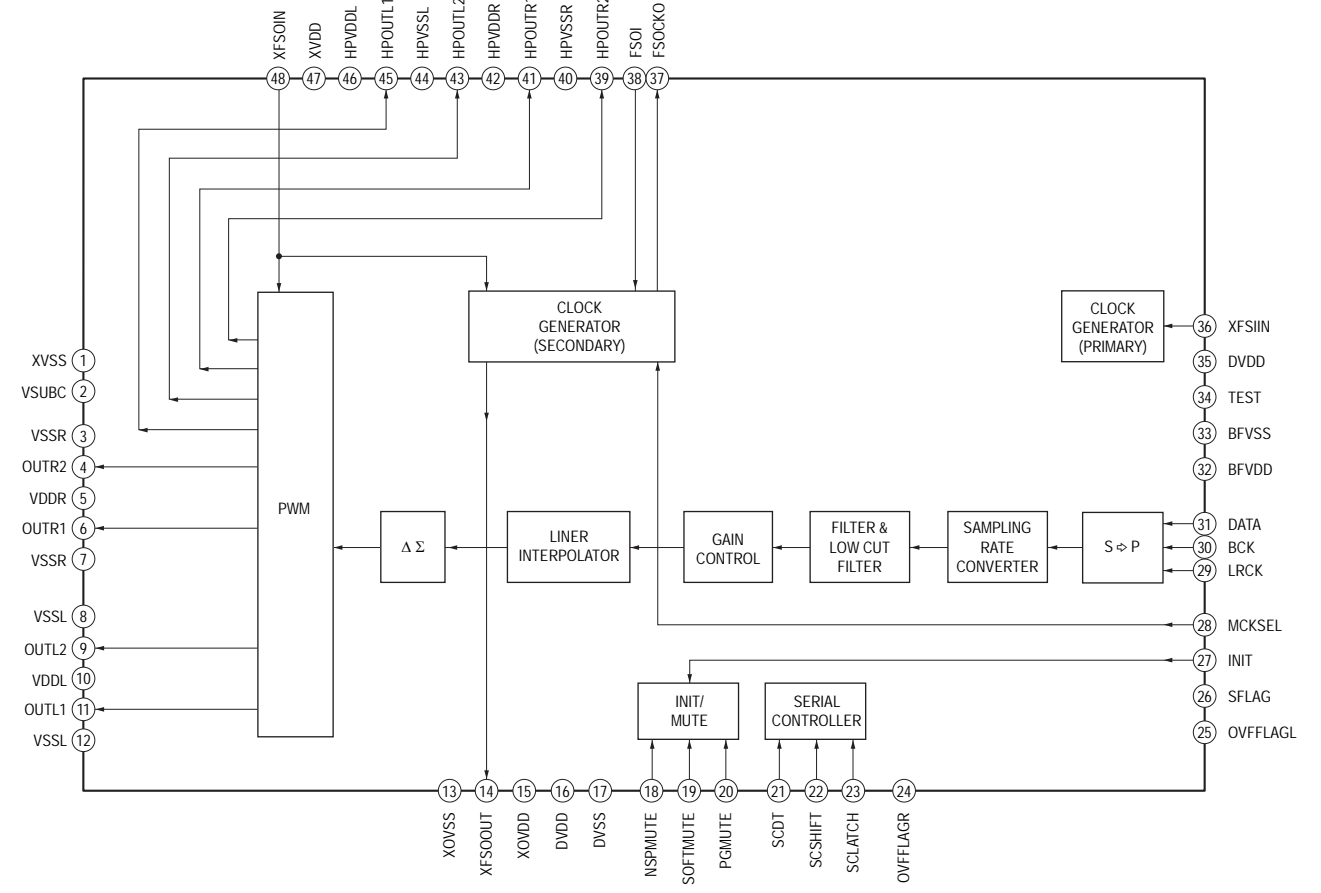 XFSOIN
XVDD
HPVDDL
HPOUTL1
HPVSSL
HPOUTL2
HPVDDR
HPOUTR1
HPVSSR
HPOUTR2
FSOI
FSOCKO
48
47
46
45
44
43
42
41
40
39
38
37
CLOCK
GENERATOR
(SECONDARY)
CLOCK
GENERATOR
(PRIMARY)
XVSS 1
VSUBC 2
VSSR 3
OUTR2 4
VDDR 5
OUTR1 6
VSSR 7
VSSL 8
OUTL2 9
VDDL 10
OUTL1 11
VSSL 12
PWM
Δ Σ
LINER
INTERPOLATOR
GAIN
CONTROL
FILTER &
LOW CUT
FILTER
SAMPLING
RATE
CONVERTER
S ⇨ P
36 XFSIIN
35 DVDD
34 TEST
33 BFVSS
32 BFVDD
31 DATA
30 BCK
29 LRCK
28 MCKSEL
27 INIT
26 SFLAG
25 OVFFLAGL
INIT/
MUTE
SERIAL
CONTROLLER
13
14
15
16
17
18
19
20
21
22
23
24
XOVSS
XFSOOUT
XOVDD
DVDD
DVSS
NSPMUTE
SOFTMUTE
PGMUTE
SCDT
SCSHIFT
SCLATCH
OVFFLAGR